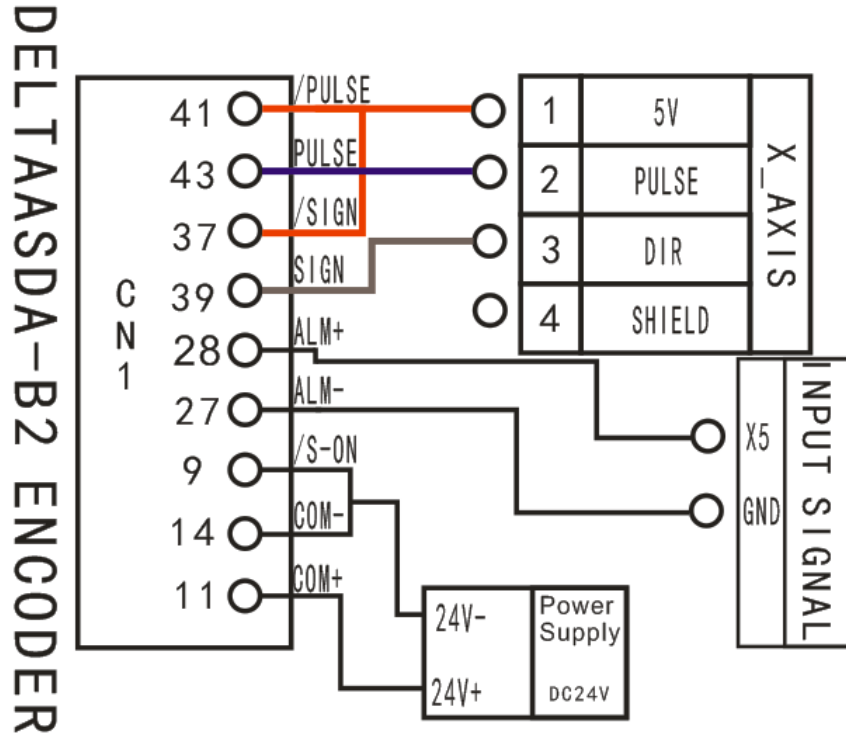 DELTAASDA-B2 ENCODER
CN1
41
/PULSE
43
PULSE
37
/SIGN
39
SIGN
28
ALM+
27
ALM-
9
/S-ON
14
COM-
11
COM+
1 5V
2 PULSE
3 DIR
4 SHIELD
X_AXIS
X5
GND
INPUT SIGNAL
24V-
24V+
Power
Supply
DC24V